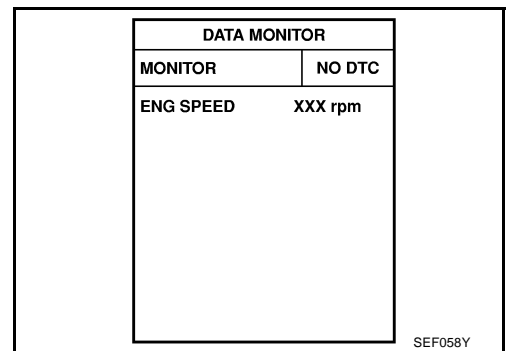 DATA MONITOR
MONITOR NO DTC
ENG SPEED XXX rpm
SEF058Y